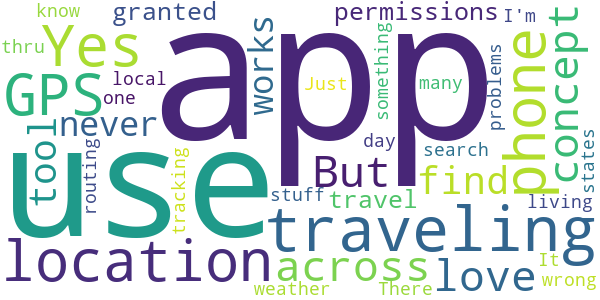 know granted permissions I'm
thru Yes app works phone concept
GPS local Just something many problems
one never
tool routing tracking But day search states
use find
stuff travel living
location traveling
across love It
weather There wrong